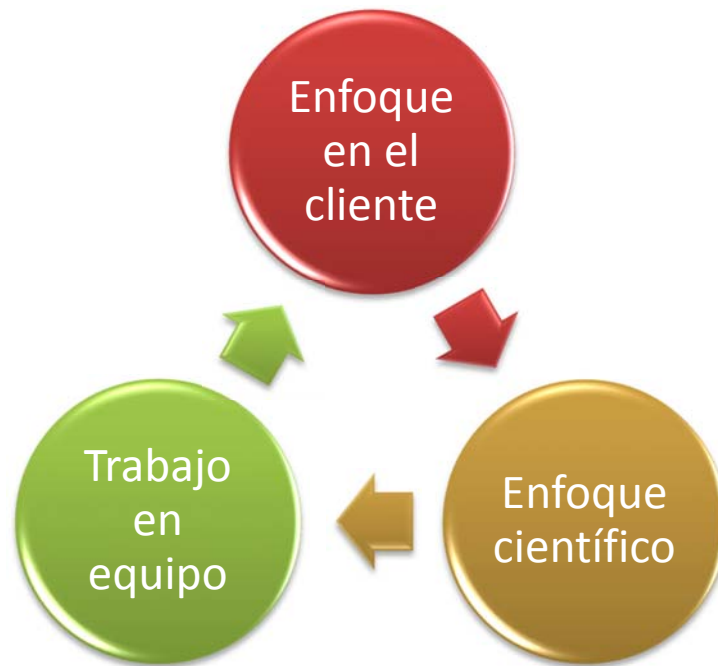 Enfoque
en el
cliente
Trabajo
en
equipo
Enfoque
científico